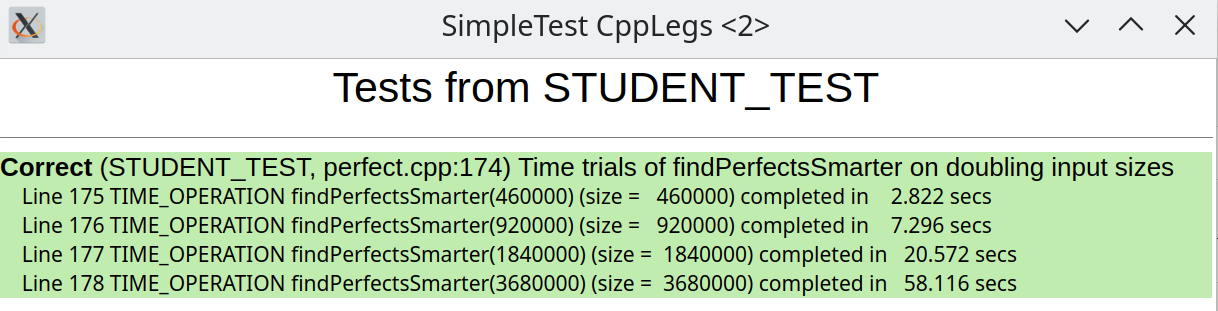 SimpleTest CppLegs <2>
Tests from STUDENT_TEST
Correct (STUDENT_TEST, perfect.cpp:174) Time trials of findPerfectsSmarter on doubling input sizes
Line 175 TIME_OPERATION findPerfectsSmarter(460000) (size =   460000) completed in    2.822 secs
Line 176 TIME_OPERATION findPerfectsSmarter(920000) (size =   920000) completed in    7.296 secs
Line 177 TIME_OPERATION findPerfectsSmarter(1840000) (size =  1840000) completed in   20.572 secs
Line 178 TIME_OPERATION findPerfectsSmarter(3680000) (size =  3680000) completed in   58.116 secs